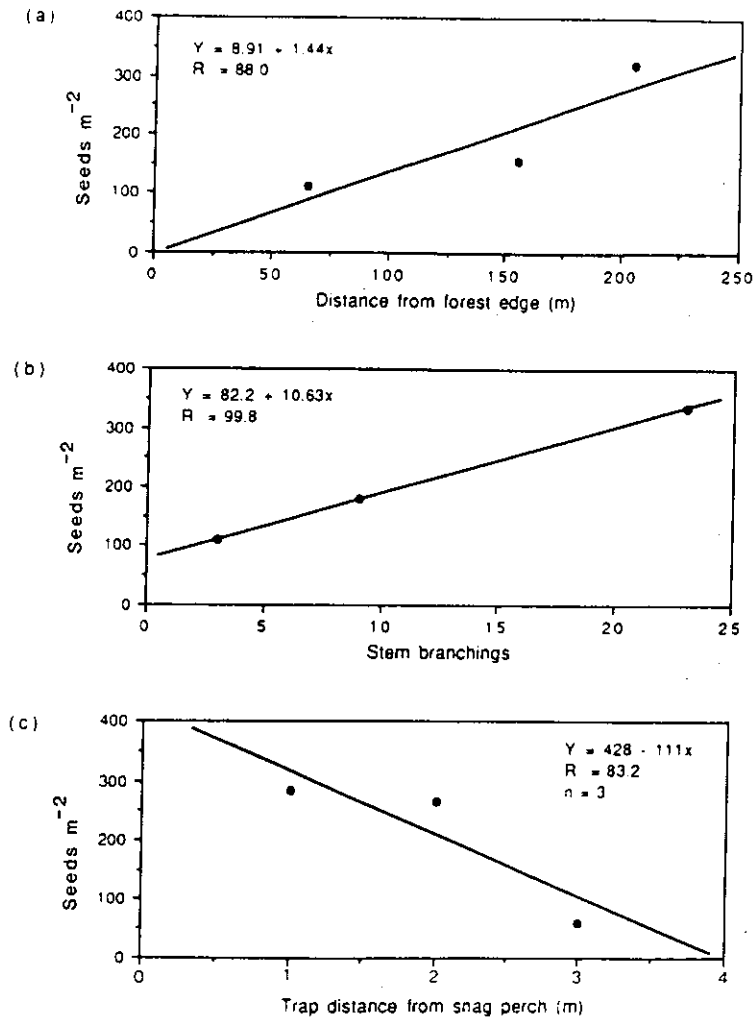 (a)
400
300
200
100
0
Seeds m⁻²
Y = 8.91 + 1.44x
R = 88.0
0 50 100 150 200 250
Distance from forest edge (m)
(b)
400
300
200
100
0
Seeds m⁻²
Y = 82.2 + 10.63x
R = 99.8
0 5 10 15 20 25
Stem branchings
(c)
400
300
200
100
0
Seeds m⁻²
Y = 428 - 111x
R = 83.2
n = 3
0 1 2 3 4
Trap distance from snag perch (m)